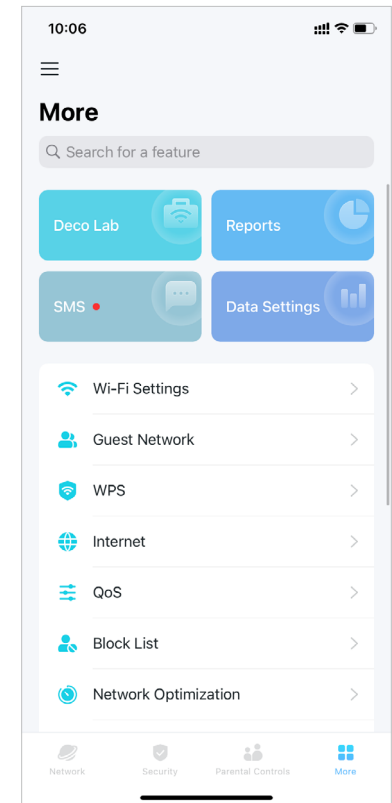 10:06
More
Search for a feature
Deco Lab
Reports
SMS
Data Settings
Wi-Fi Settings
Guest Network
WPS
Internet
QoS
Block List
Network Optimization
Network Security Parental Controls More